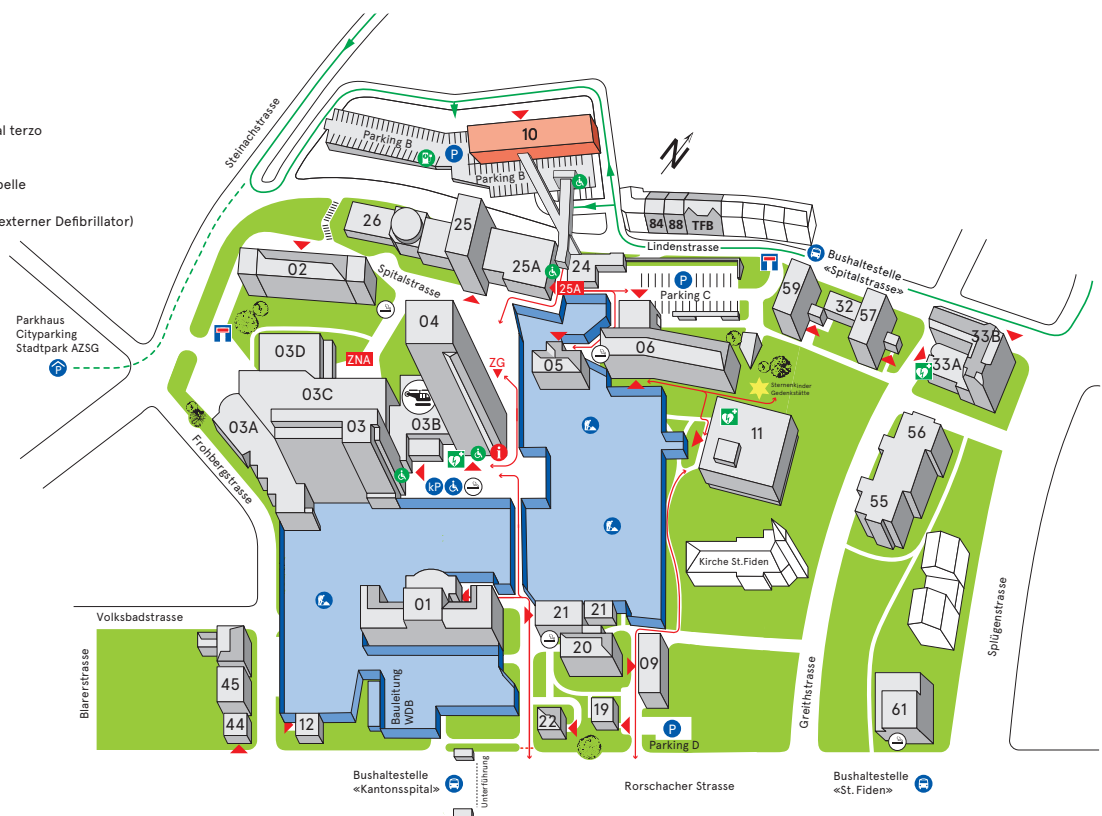 al terzo
pelle
externer Defibrillator)
Steinachstrasse
Parking B
P
10
Parking B
N
84 88 TFB
Lindenstrasse
Bushaltestelle
«Spitalstrasse»
26
25
25A
24
25A
P
Parking C
02
Spitalstrasse
59
32
57
33B
33A
Parkhaus
Cityparking
Stadtpark AZSG
P
04
03D
ZNA
ZG
05
06
Sternenkinder
Gedenkstätte
03C
03A
03
03B
i
kP
11
56
55
Frohbergstrasse
Kirche St.Fiden
01
21
21
20
09
Volksbadstrasse
Blarerstrasse
45
44
12
Bauleitung
WDB
22
19
P
Parking D
Greithstrasse
Splügenstrasse
61
Bushaltestelle
«Kantonsspital»
Unterführung
Rorschacher Strasse
Bushaltestelle
«St. Fiden»